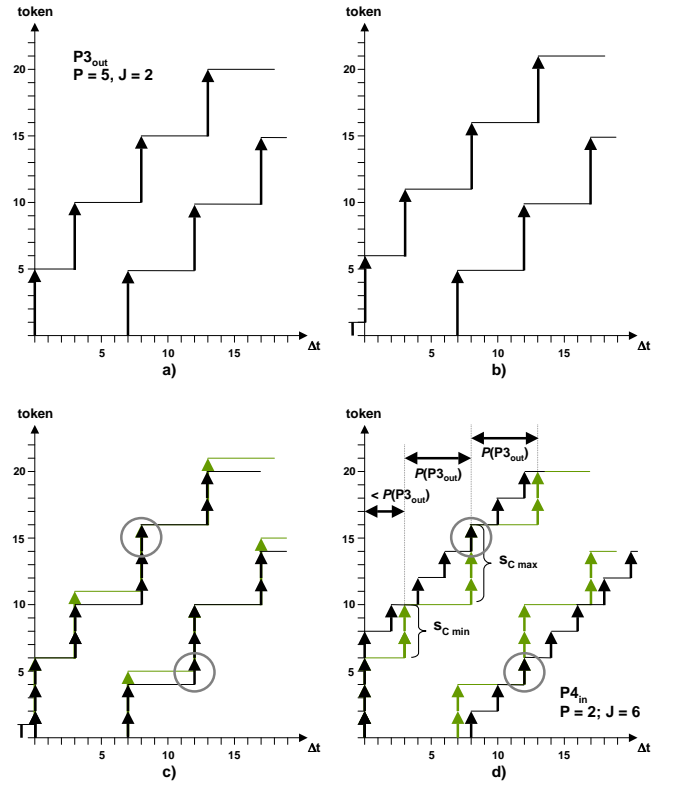 token
P3out
P = 5, J = 2
20
15
10
5
5 10 15 Δt
a)
token
20
15
10
5
5 10 15 Δt
b)
token
20
15
10
5
5 10 15 Δt
c)
token
P(P3out)
P(P3out)
< P(P3out)
20
15
sC max
10
sC min
5
P4in
P = 2; J = 6
5 10 15 Δt
d)